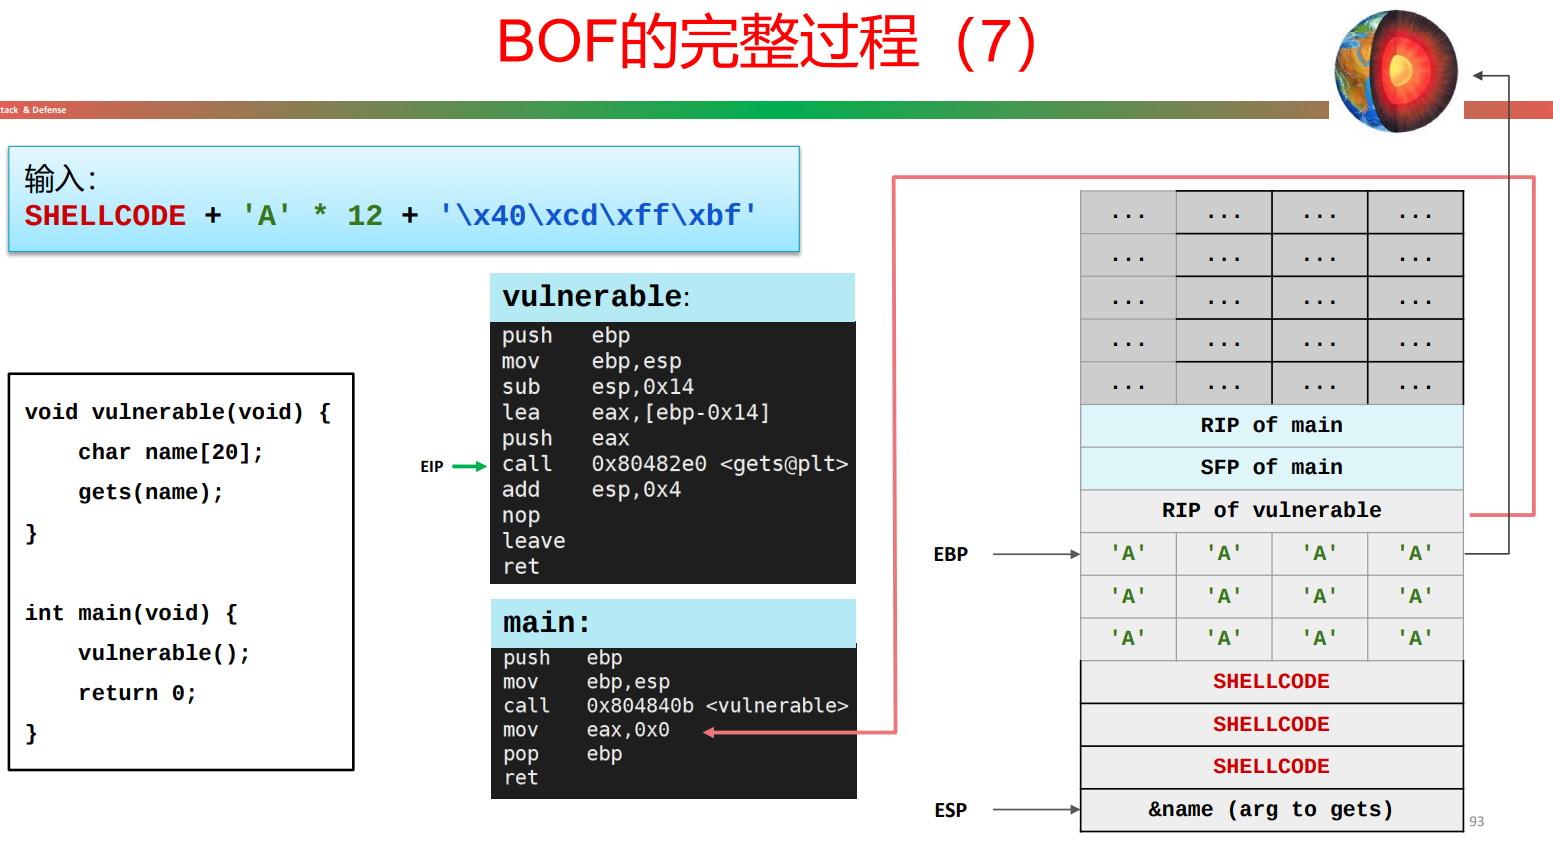 BOF的完整过程（7）
tack & Defense
输入：
SHELLCODE + 'A' * 12 + '\x40\xcd\xff\xbf'
void vulnerable(void) {
char name[20];
gets(name);
}
int main(void) {
vulnerable();
return 0;
}
EIP
vulnerable:
push ebp
mov ebp,esp
sub esp,0x14
lea eax,[ebp-0x14]
push eax
call 0x80482e0 <gets@plt>
add esp,0x4
nop
leave
ret
main:
push ebp
mov ebp,esp
call 0x804840b <vulnerable>
mov eax,0x0
pop ebp
ret
... ... ... ...
... ... ... ...
... ... ... ...
... ... ... ...
... ... ... ...
RIP of main
SFP of main
RIP of vulnerable
EBP
'A' 'A' 'A' 'A'
'A' 'A' 'A' 'A'
'A' 'A' 'A' 'A'
SHELLCODE
SHELLCODE
SHELLCODE
ESP
&name (arg to gets)
93